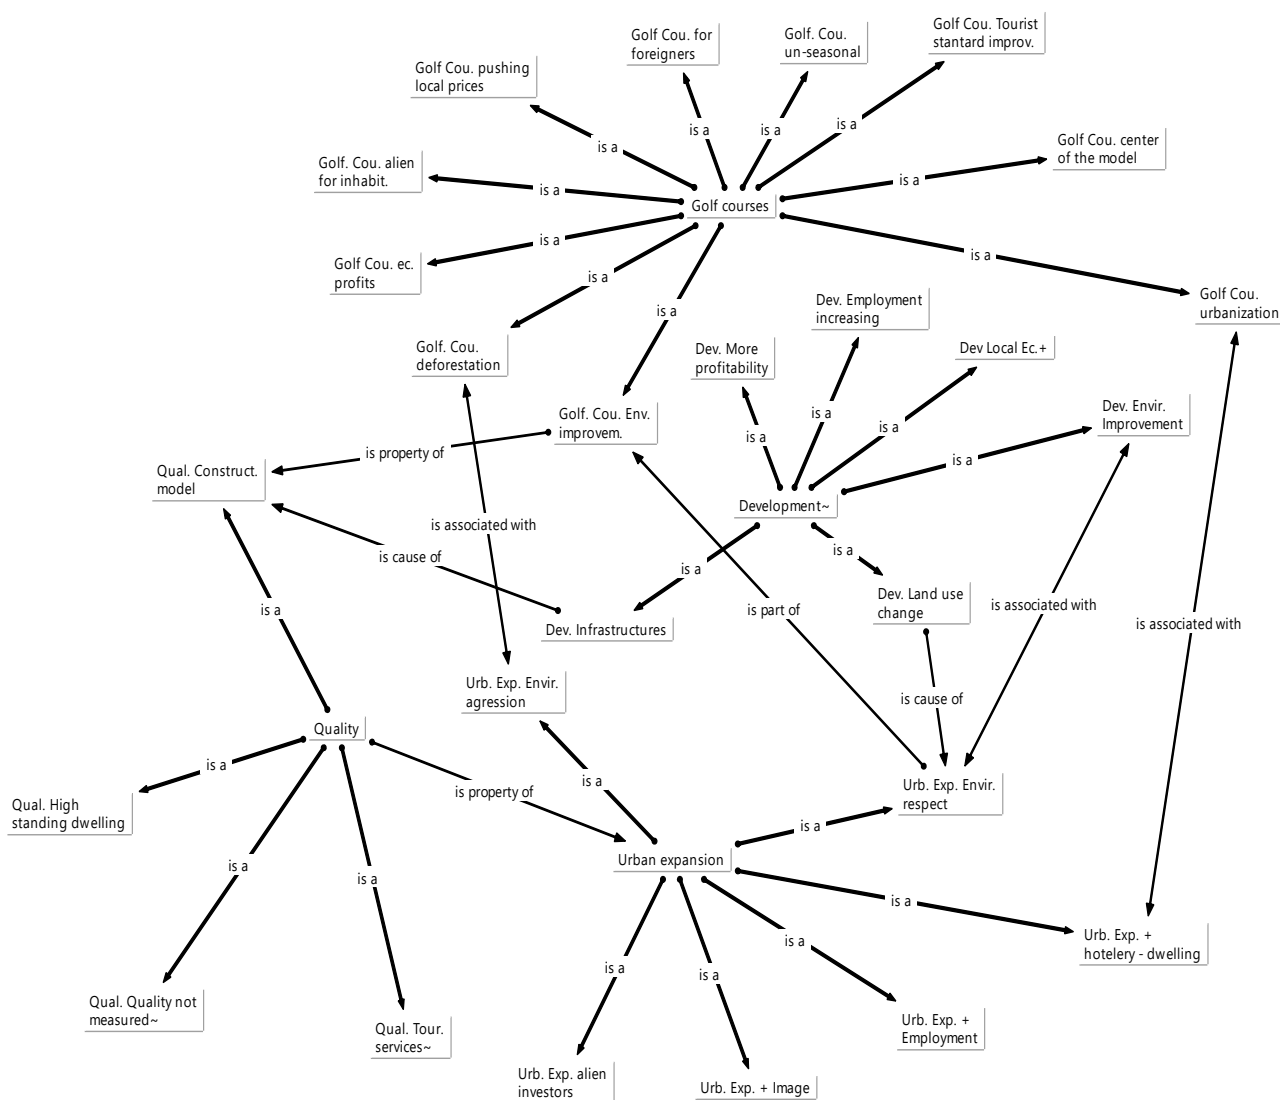 Golf Cou. Tourist
stantard improv.
Golf Cou. for
foreigners
Golf. Cou.
un-seasonal
Golf Cou. pushing
local prices
is a
is a
is a
is a
Golf Cou. center
of the model
Golf. Cou. alien
for inhabit.
is a
is a
Golf courses
is a
is a
Golf Cou. ec.
profits
is a
is a
Golf Cou.
urbanization
Dev. Employment
increasing
Golf. Cou.
deforestation
Dev. More
profitability
Dev Local Ec.+
Golf. Cou. Env.
improvem.
Dev. Envir.
Improvement
is a
is a
is a
is property of
is a
Qual. Construct.
model
Development~
is associated with
is cause of
is a
is a
Dev. Land use
change
is a
is part of
is associated with
is associated with
Dev. Infrastructures
Urb. Exp. Envir.
agression
is cause of
Quality
is a
is a
is property of
Urb. Exp. Envir.
respect
Qual. High
standing dwelling
is a
Urban expansion
is a
is a
is a
Urb. Exp. +
hotelery - dwelling
is a
is a
is a
Qual. Quality not
measured~
Qual. Tour.
services~
Urb. Exp. +
Employment
Urb. Exp. alien
investors
Urb. Exp. + Image